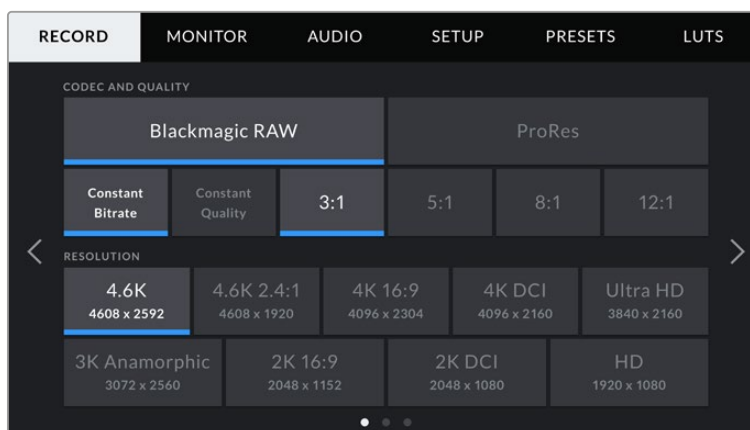 RECORD MONITOR AUDIO SETUP PRESETS LUTS
CODEC AND QUALITY
Blackmagic RAW ProRes
Constant Bitrate Constant Quality 3:1 5:1 8:1 12:1
RESOLUTION
4.6K 4.6K 2.4:1 4K 16:9 4K DCI Ultra HD
4608 x 2592 4608 x 1920 4096 x 2304 4096 x 2160 3840 x 2160
3K Anamorphic 2K 16:9 2K DCI HD
3072 x 2560 2048 x 1152 2048 x 1080 1920 x 1080